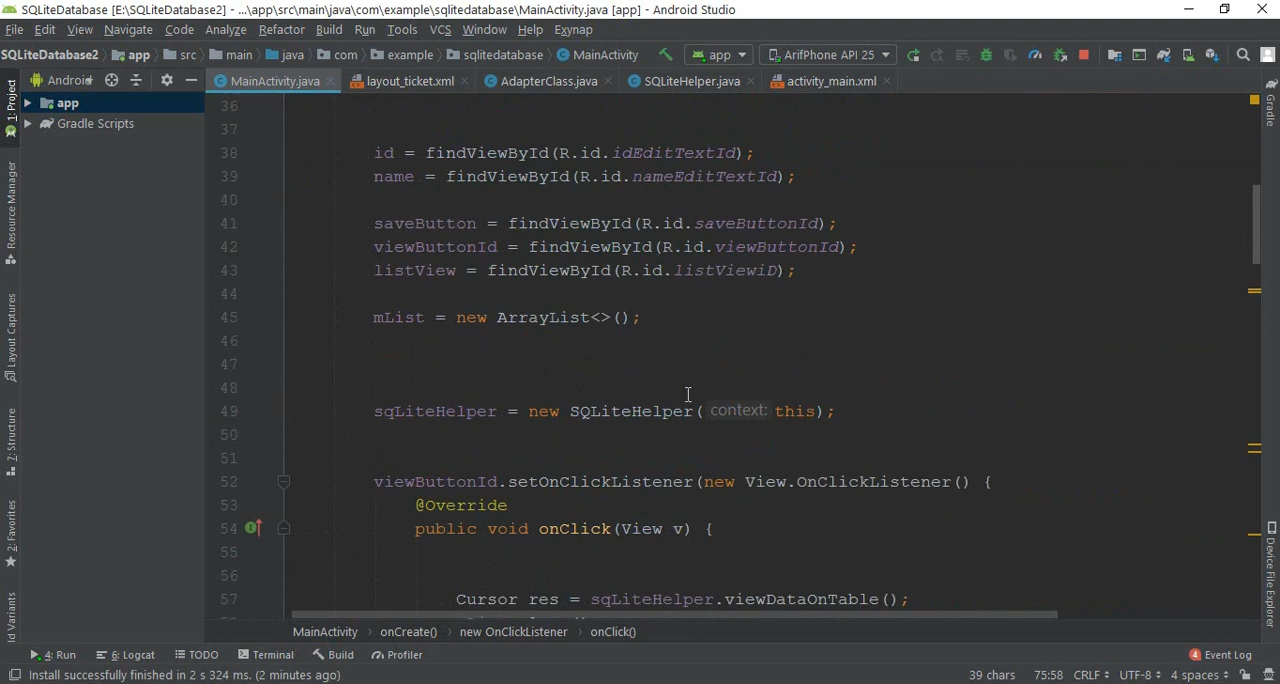 SQLiteDatabase2 [E:\SQLiteDatabase2] - ...\app\src\main\java\com\example\sqlitedatabase\MainActivity.java [app] - Android Studio
File Edit View Navigate Code Analyze Refactor Build Run Tools VCS Window Help Exynap
SQLiteDatabase2 app src main java com example sqlitedatabase MainActivity app ArifPhone API 25
1: Project
Android
MainActivity.java layout_ticket.xml AdapterClass.java SQLiteHelper.java activity_main.xml
app
Gradle Scripts
Resource Manager
Layout Captures
7: Structure
2: Favorites
ld Variants
36
37
38 id = findViewById(R.id.idEditTextId);
39 name = findViewById(R.id.nameEditTextId);
40
41 saveButton = findViewById(R.id.saveButtonId);
42 viewButtonId = findViewById(R.id.viewButtonId);
43 listView = findViewById(R.id.listViewiD);
44
45 mList = new ArrayList<>();
46
47
48
49 sqLiteHelper = new SQLiteHelper( context: this);
50
51
52 viewButtonId.setOnClickListener(new View.OnClickListener() {
53 @Override
54 public void onClick(View v) {
55
56
57 Cursor res = sqLiteHelper.viewDataOnTable();
Gradle
Device File Explorer
MainActivity onCreate() new OnClickListener onClick()
4: Run 6: Logcat TODO Terminal Build Profiler 4 Event Log
Install successfully finished in 2 s 324 ms. (2 minutes ago) 39 chars 75:58 CRLF UTF-8 4 spaces